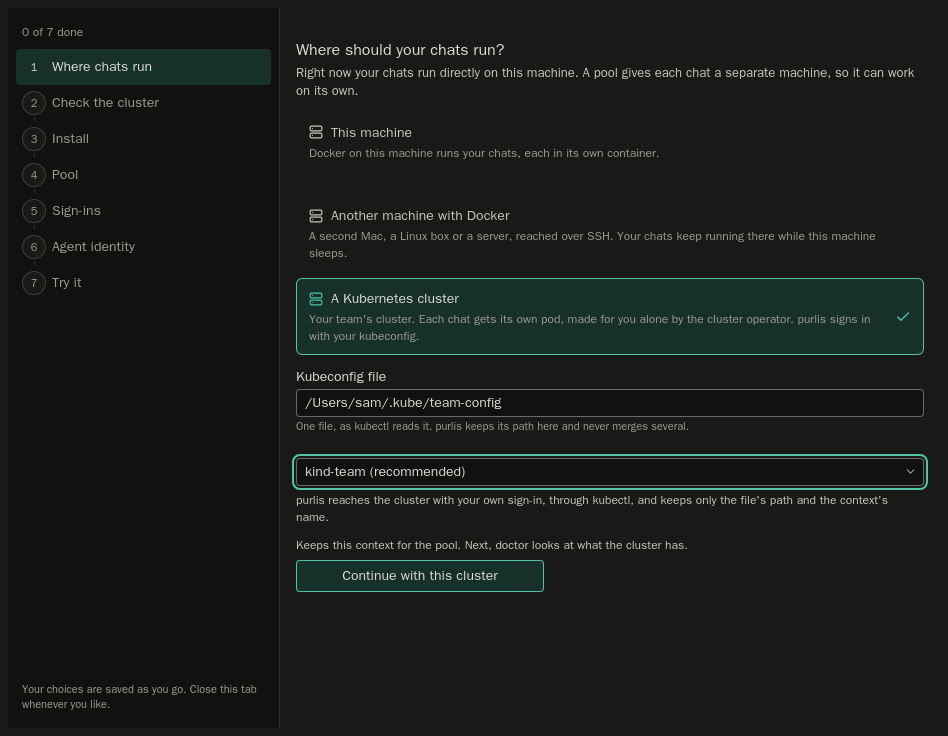 0 of 7 done
1 Where chats run
2 Check the cluster
3 Install
4 Pool
5 Sign-ins
6 Agent identity
7 Try it
Your choices are saved as you go. Close this tab
whenever you like.
Where should your chats run?
Right now your chats run directly on this machine. A pool gives each chat a separate machine, so it can work
on its own.
This machine
Docker on this machine runs your chats, each in its own container.
Another machine with Docker
A second Mac, a Linux box or a server, reached over SSH. Your chats keep running there while this machine
sleeps.
A Kubernetes cluster
Your team's cluster. Each chat gets its own pod, made for you alone by the cluster operator. purlis signs in
with your kubeconfig.
Kubeconfig file
/Users/sam/.kube/team-config
One file, as kubectl reads it. purlis keeps its path here and never merges several.
kind-team (recommended)
purlis reaches the cluster with your own sign-in, through kubectl, and keeps only the file's path and the context's
name.
Keeps this context for the pool. Next, doctor looks at what the cluster has.
Continue with this cluster